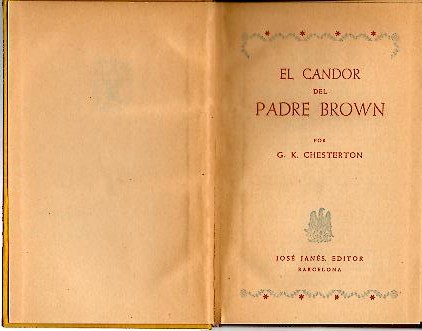 EL CANDOR
DEL
PADRE BROWN
POR
G. K. CHESTERTON
JOSÉ JANÉS, EDITOR
BARCELONA